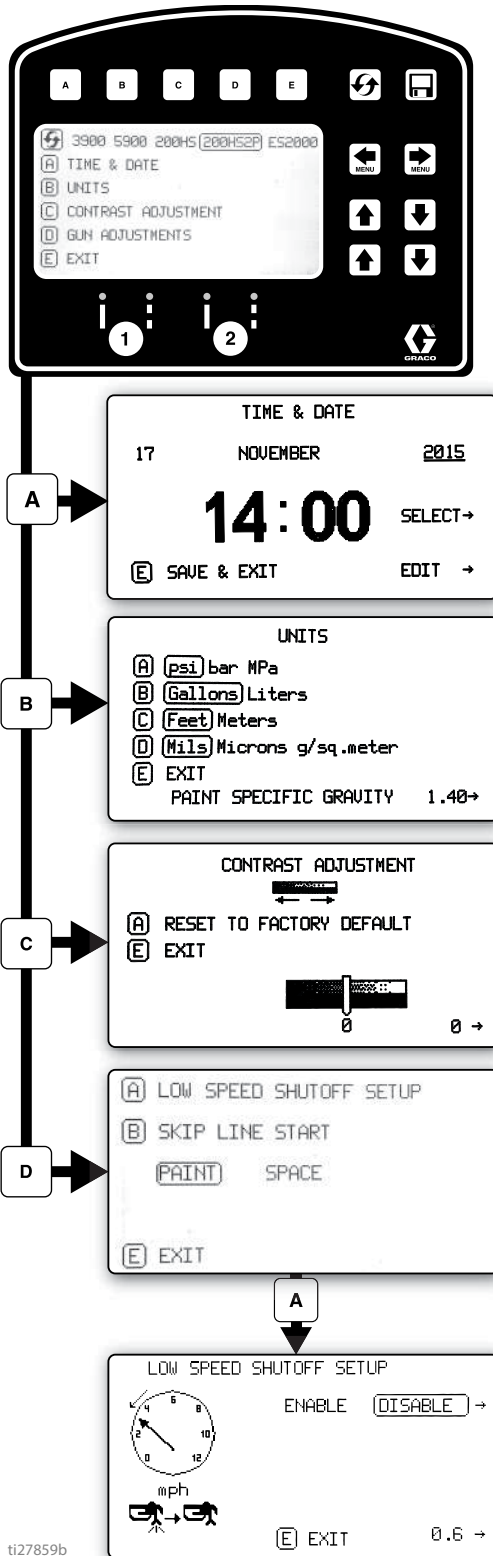 A B C D E
3900 5900 200HS 200HS2P ES2000
A TIME & DATE
B UNITS
C CONTRAST ADJUSTMENT
D GUN ADJUSTMENTS
E EXIT
MENU MENU
1 2
GRACO
A
TIME & DATE
17 NOVEMBER 2015
14:00 SELECT→
E SAVE & EXIT EDIT →
B
UNITS
A psi bar MPa
B Gallons Liters
C Feet Meters
D Mils Microns g/sq.meter
E EXIT
PAINT SPECIFIC GRAVITY 1.40→
C
CONTRAST ADJUSTMENT
A RESET TO FACTORY DEFAULT
E EXIT
0 0 →
D
A LOW SPEED SHUTOFF SETUP
B SKIP LINE START
PAINT SPACE
E EXIT
A
LOW SPEED SHUTOFF SETUP
ENABLE DISABLE →
0 2 4 6 8 10 12
mph
E EXIT 0.6 →
ti27859b